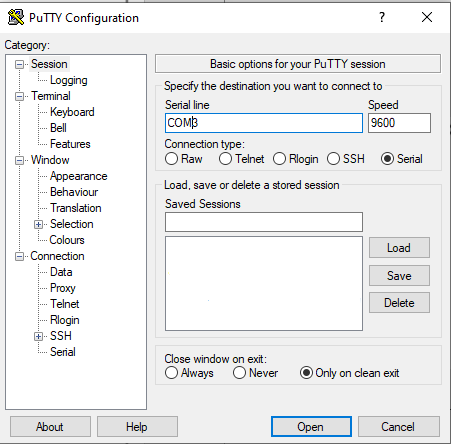 PuTTY Configuration
Category:
Session
Logging
Terminal
Keyboard
Bell
Features
Window
Appearance
Behaviour
Translation
Selection
Colours
Connection
Data
Proxy
Telnet
Rlogin
SSH
Serial
Basic options for your PuTTY session
Specify the destination you want to connect to
Serial line Speed
COM3 9600
Connection type:
Raw Telnet Rlogin SSH Serial
Load, save or delete a stored session
Saved Sessions
Load
Save
Delete
Close window on exit:
Always Never Only on clean exit
About Help Open Cancel